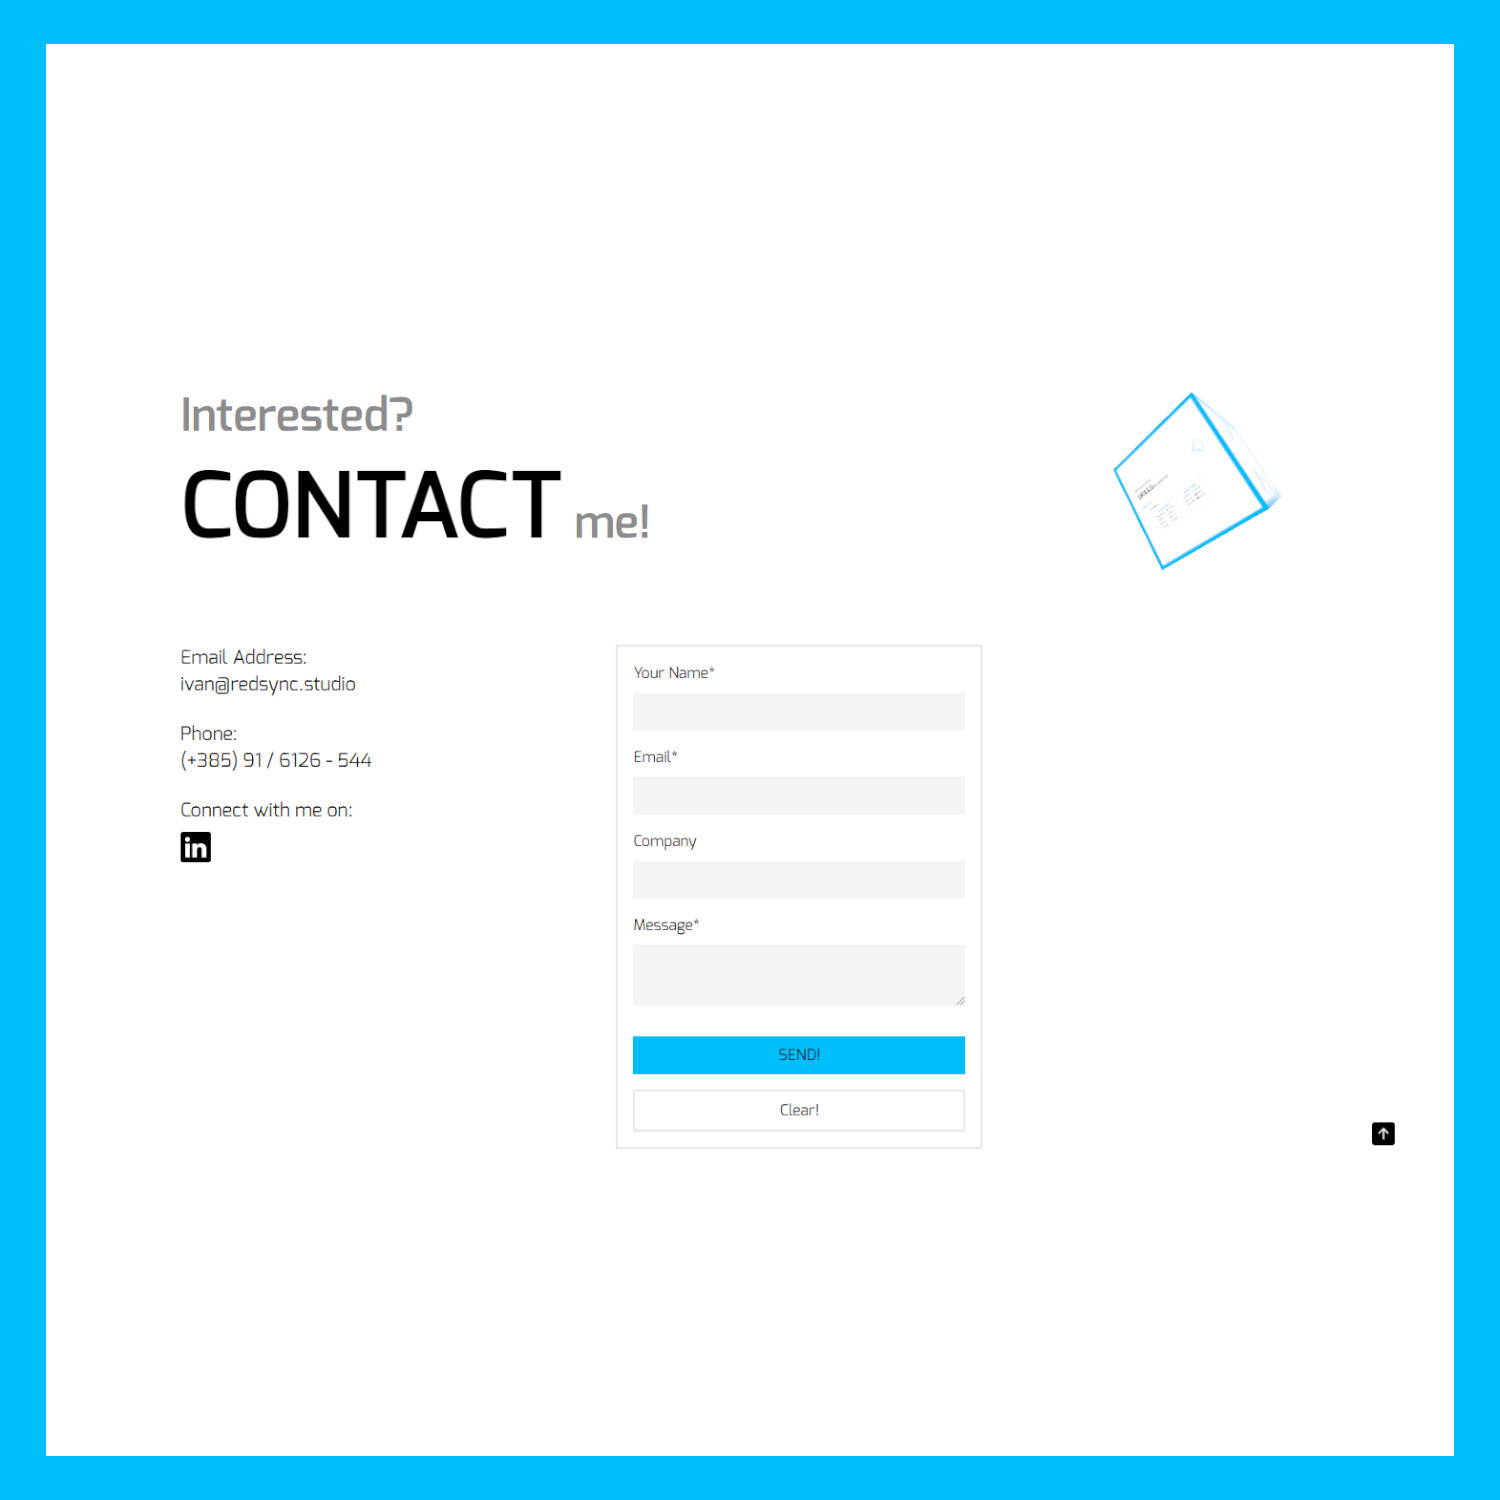 Interested?
CONTACT me!
SKILLS
Email Address:
ivan@redsync.studio
Phone:
(+385) 91 / 6126 - 544
Connect with me on:
in
Your Name*
Email*
Company
Message*
SEND!
Clear!